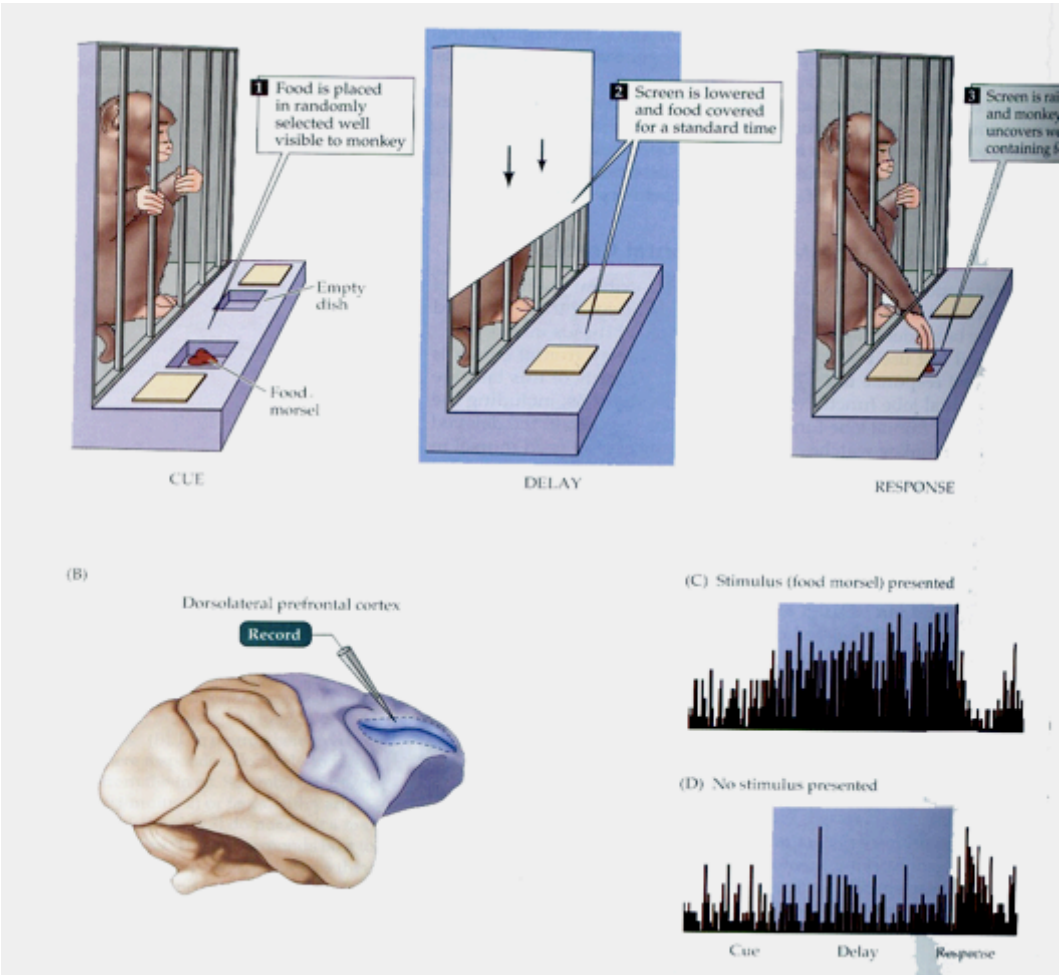 1 Food is placed
in randomly
selected well
visible to monkey
2 Screen is lowered
and food covered
for a standard time
3 Screen is rai
and monkey
uncovers we
containing f
Empty
dish
Food
morsel
CUE
DELAY
RESPONSE
(B)
Dorsolateral prefrontal cortex
Record
(C) Stimulus (food morsel) presented
(D) No stimulus presented
Cue
Delay
Response